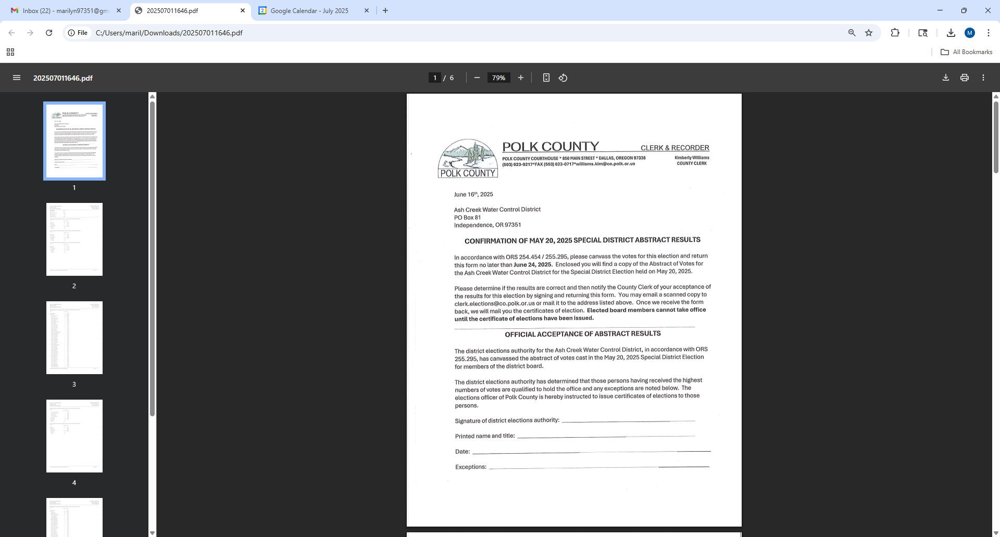 Inbox (22) - marilyn97351@gm
202507011646.pdf
2
Google Calendar - July 2025
File
C:/Users/maril/Downloads/202507011646.pdf
M
All Bookmarks
202507011646.pdf
1 / 6
79%
1
2
3
4
POLK COUNTY
POLK COUNTY
CLERK & RECORDER
POLK COUNTY COURTHOUSE * 850 MAIN STREET * DALLAS, OREGON 97338
(503) 623-9217*FAX (503) 623-0717*williams.kim@co.polk.or.us
Kimberly Williams
COUNTY CLERK
June 16th, 2025
Ash Creek Water Control District
PO Box 81
Independence, OR 97351
CONFIRMATION OF MAY 20, 2025 SPECIAL DISTRICT ABSTRACT RESULTS
In accordance with ORS 254.454 / 255.295, please canvass the votes for this election and return
this form no later than June 24, 2025. Enclosed you will find a copy of the Abstract of Votes for
the Ash Creek Water Control District for the Special District Election held on May 20, 2025.
Please determine if the results are correct and then notify the County Clerk of your acceptance of
the results for this election by signing and returning this form. You may email a scanned copy to
clerk.elections@co.polk.or.us or mail it to the address listed above. Once we receive the form
back, we will mail you the certificates of election. Elected board members cannot take office
until the certificate of elections have been issued.
OFFICIAL ACCEPTANCE OF ABSTRACT RESULTS
The district elections authority for the Ash Creek Water Control District, in accordance with ORS
255.295, has canvassed the abstract of votes cast in the May 20, 2025 Special District Election
for members of the district board.
The district elections authority has determined that those persons having received the highest
numbers of votes are qualified to hold the office and any exceptions are noted below. The
elections officer of Polk County is hereby instructed to issue certificates of elections to those
persons.
Signature of district elections authority:
Printed name and title:
Date:
Exceptions: